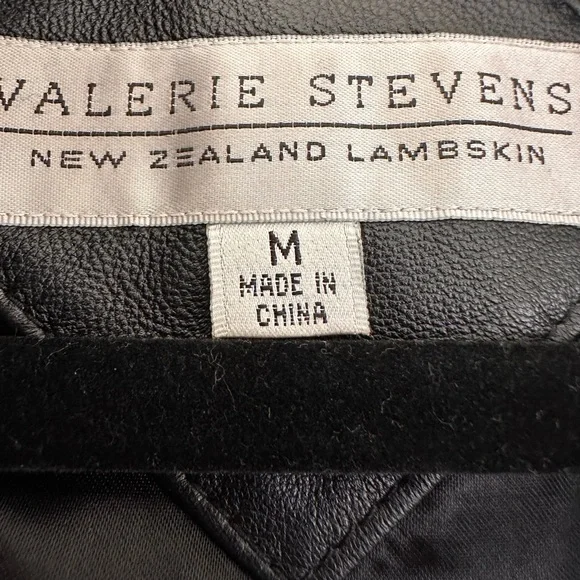 VALERIE STEVENS
NEW ZEALAND LAMBSKIN
M
MADE IN
CHINA